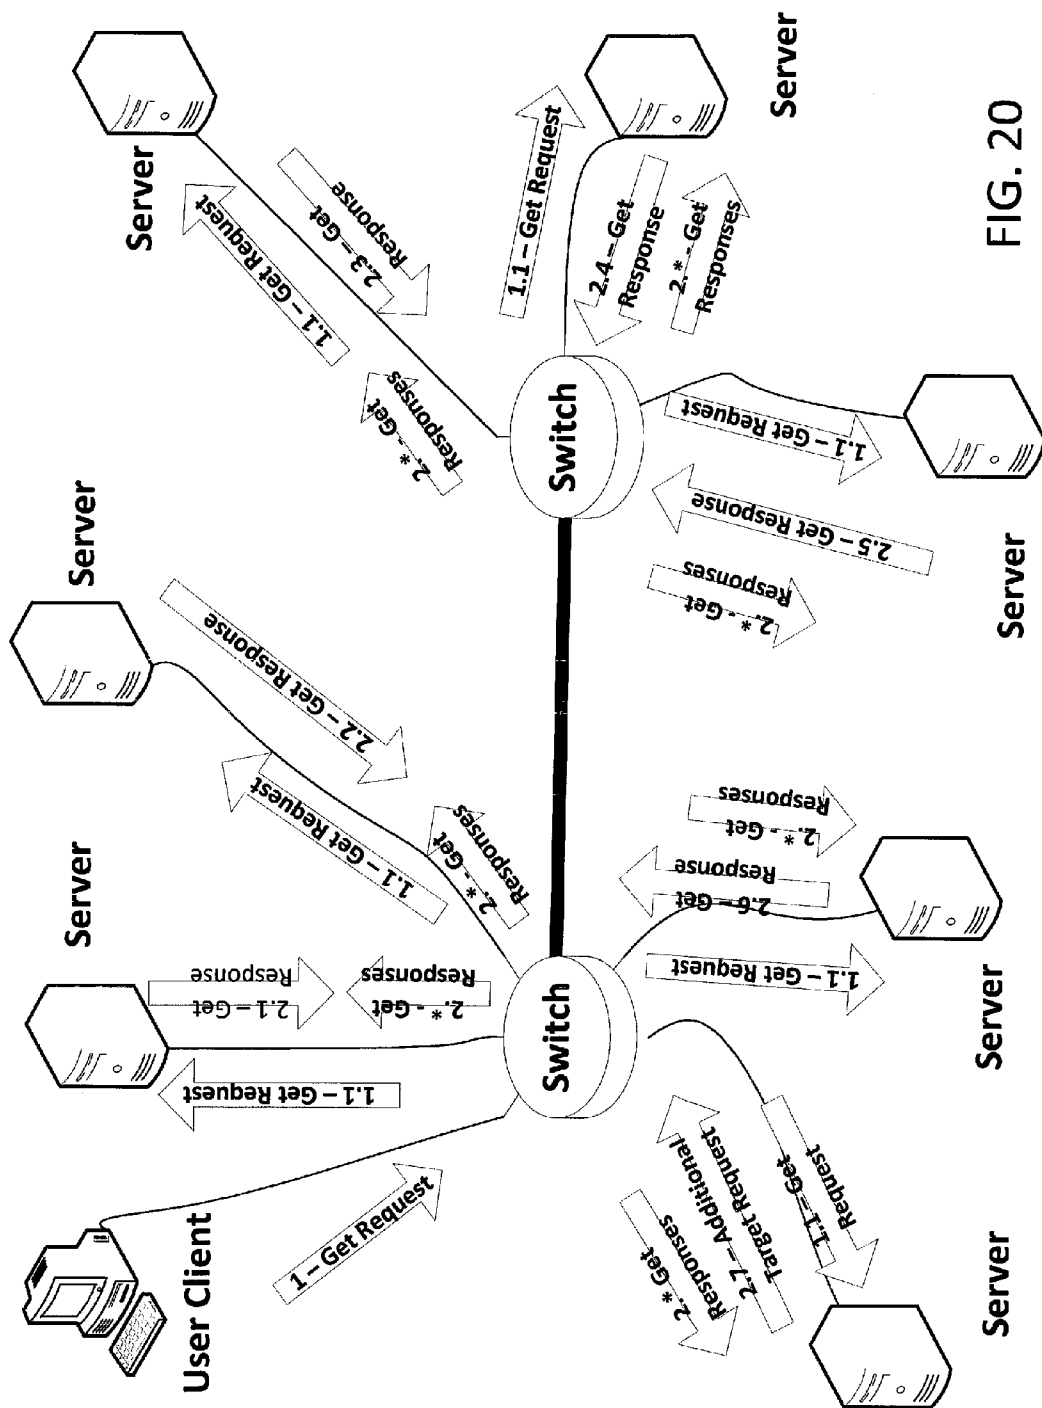 User Client
1 – Get Request
Server
1.1 – Get Request
2.1 – Get
Response
2.* - Get
Responses
Server
1.1 – Get Request
2.2 – Get Response
2.* - Get
Responses
Server
1.1 – Get Request
2.3 – Get
Response
2.* - Get
Responses
Switch
Switch
1.1 – Get Request
2.4 – Get
Response
2.* - Get
Responses
Server
2.* Get
Responses
2.7 – Additional
Target Request
1.1 – Get
Request
Server
1.1 – Get Request
2.6 – Get
Response
2.* - Get
Responses
Server
2.* - Get
Responses
2.5 – Get Response
1.1 – Get Request
Server
FIG. 20